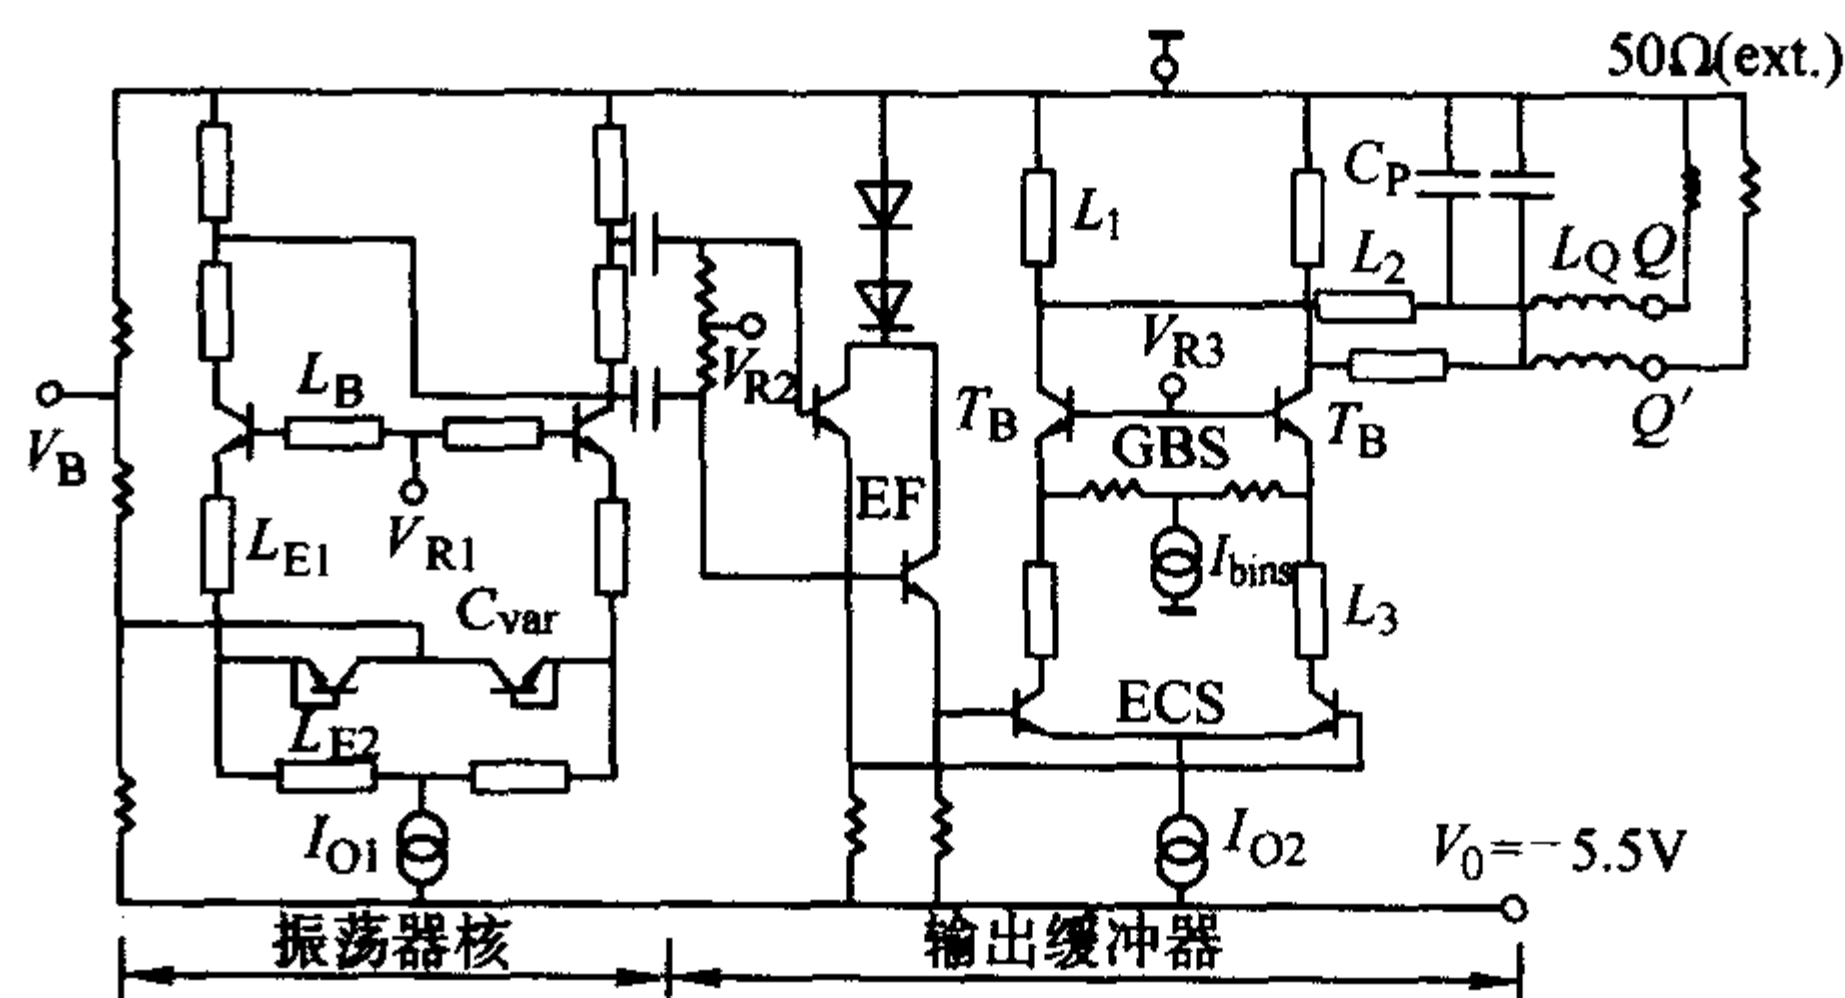 50Ω(ext.)
C_P
L_1
L_2
L_Q Q
V_R3
V_R2
L_B
T_B
T_B
Q'
V_B
GBS
EF
L_E1
V_R1
I_bins
C_var
L_3
L_E2
ECS
I_O1
I_O2
V_0=-5.5V
振荡器核
输出缓冲器